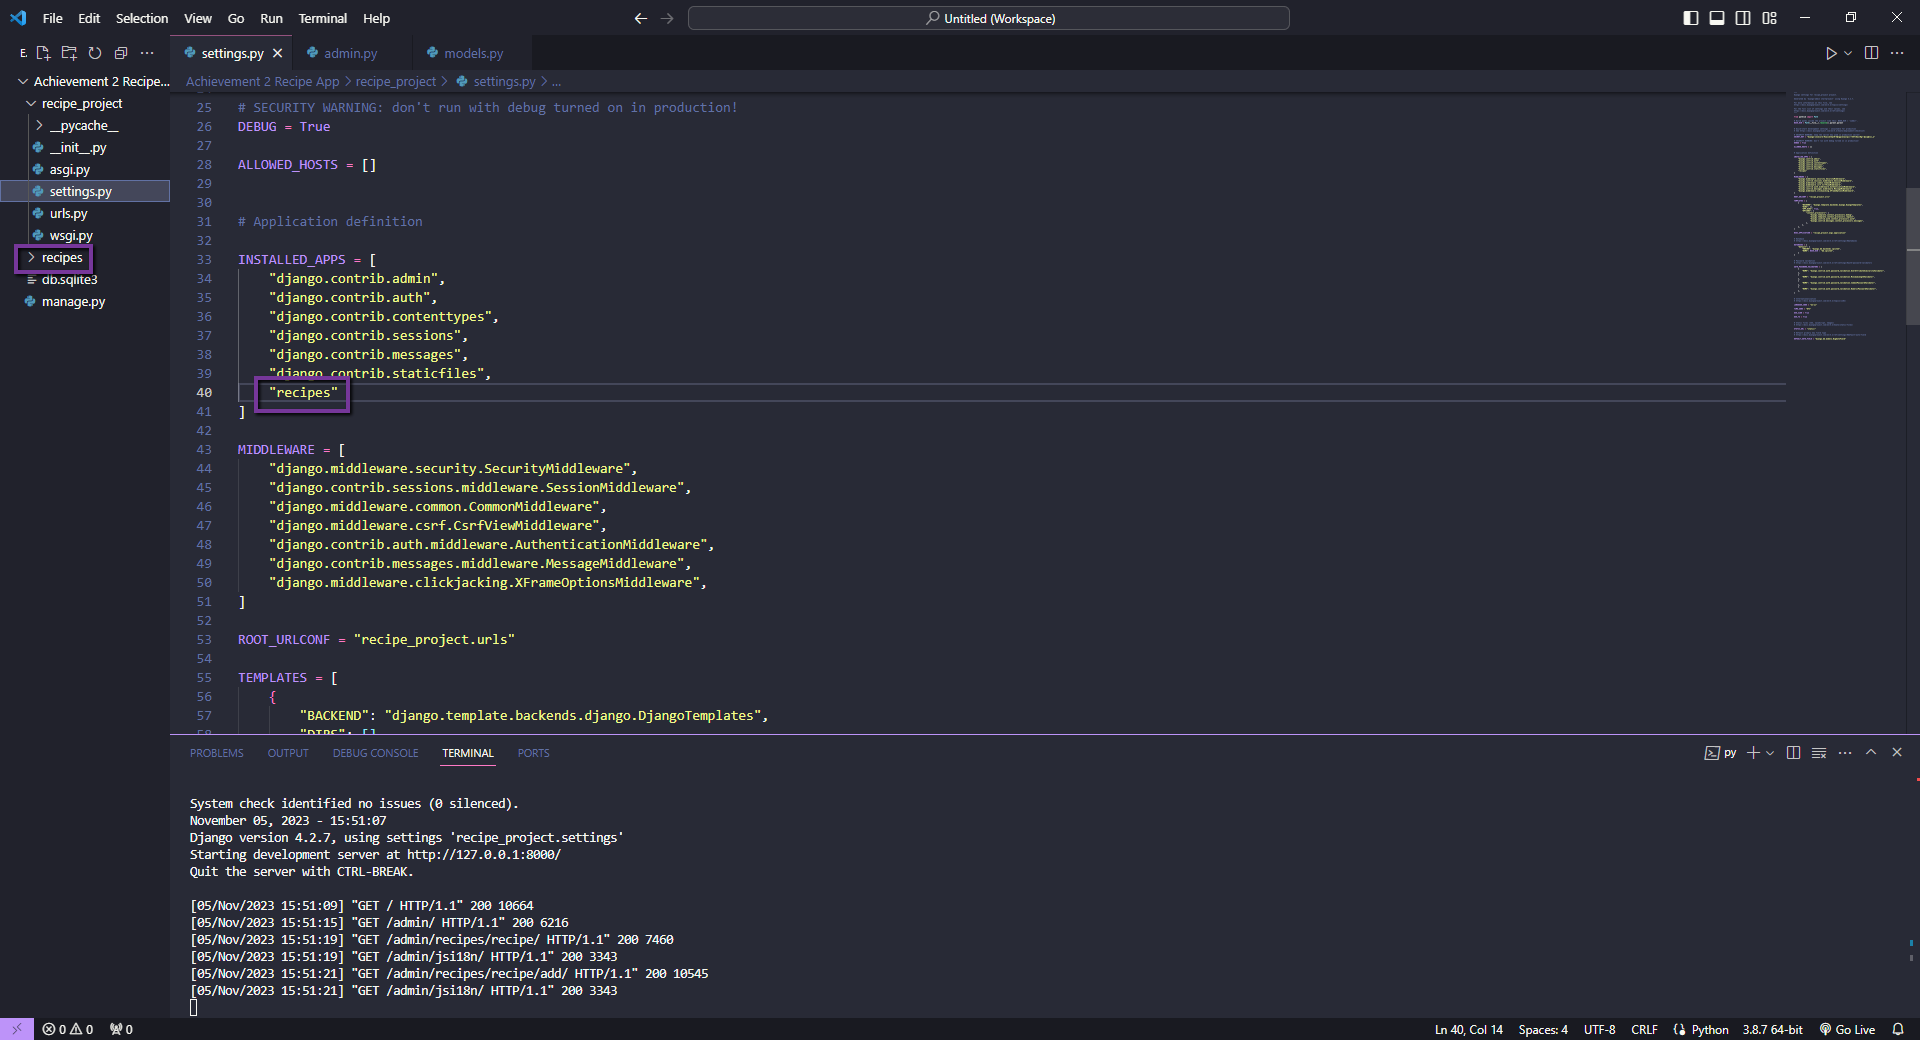 File Edit Selection View Go Run Terminal Help
Untitled (Workspace)
E.
settings.py
admin.py
models.py
Achievement 2 Recipe...
recipe_project
__pycache__
__init__.py
asgi.py
settings.py
urls.py
wsgi.py
recipes
db.sqlite3
manage.py
Achievement 2 Recipe App > recipe_project > settings.py > ...
25 # SECURITY WARNING: don't run with debug turned on in production!
26 DEBUG = True
27
28 ALLOWED_HOSTS = []
29
30
31 # Application definition
32
33 INSTALLED_APPS = [
34 "django.contrib.admin",
35 "django.contrib.auth",
36 "django.contrib.contenttypes",
37 "django.contrib.sessions",
38 "django.contrib.messages",
39 "django.contrib.staticfiles",
40 "recipes"
41 ]
42
43 MIDDLEWARE = [
44 "django.middleware.security.SecurityMiddleware",
45 "django.contrib.sessions.middleware.SessionMiddleware",
46 "django.middleware.common.CommonMiddleware",
47 "django.middleware.csrf.CsrfViewMiddleware",
48 "django.contrib.auth.middleware.AuthenticationMiddleware",
49 "django.contrib.messages.middleware.MessageMiddleware",
50 "django.middleware.clickjacking.XFrameOptionsMiddleware",
51 ]
52
53 ROOT_URLCONF = "recipe_project.urls"
54
55 TEMPLATES = [
56 {
57 "BACKEND": "django.template.backends.django.DjangoTemplates",
58 "DIRS": []
PROBLEMS OUTPUT DEBUG CONSOLE TERMINAL PORTS
py
System check identified no issues (0 silenced).
November 05, 2023 - 15:51:07
Django version 4.2.7, using settings 'recipe_project.settings'
Starting development server at http://127.0.0.1:8000/
Quit the server with CTRL-BREAK.
[05/Nov/2023 15:51:09] "GET / HTTP/1.1" 200 10664
[05/Nov/2023 15:51:15] "GET /admin/ HTTP/1.1" 200 6216
[05/Nov/2023 15:51:19] "GET /admin/recipes/recipe/ HTTP/1.1" 200 7460
[05/Nov/2023 15:51:19] "GET /admin/jsi18n/ HTTP/1.1" 200 3343
[05/Nov/2023 15:51:21] "GET /admin/recipes/recipe/add/ HTTP/1.1" 200 10545
[05/Nov/2023 15:51:21] "GET /admin/jsi18n/ HTTP/1.1" 200 3343
0 0 0
Ln 40, Col 14 Spaces: 4 UTF-8 CRLF Python 3.8.7 64-bit Go Live